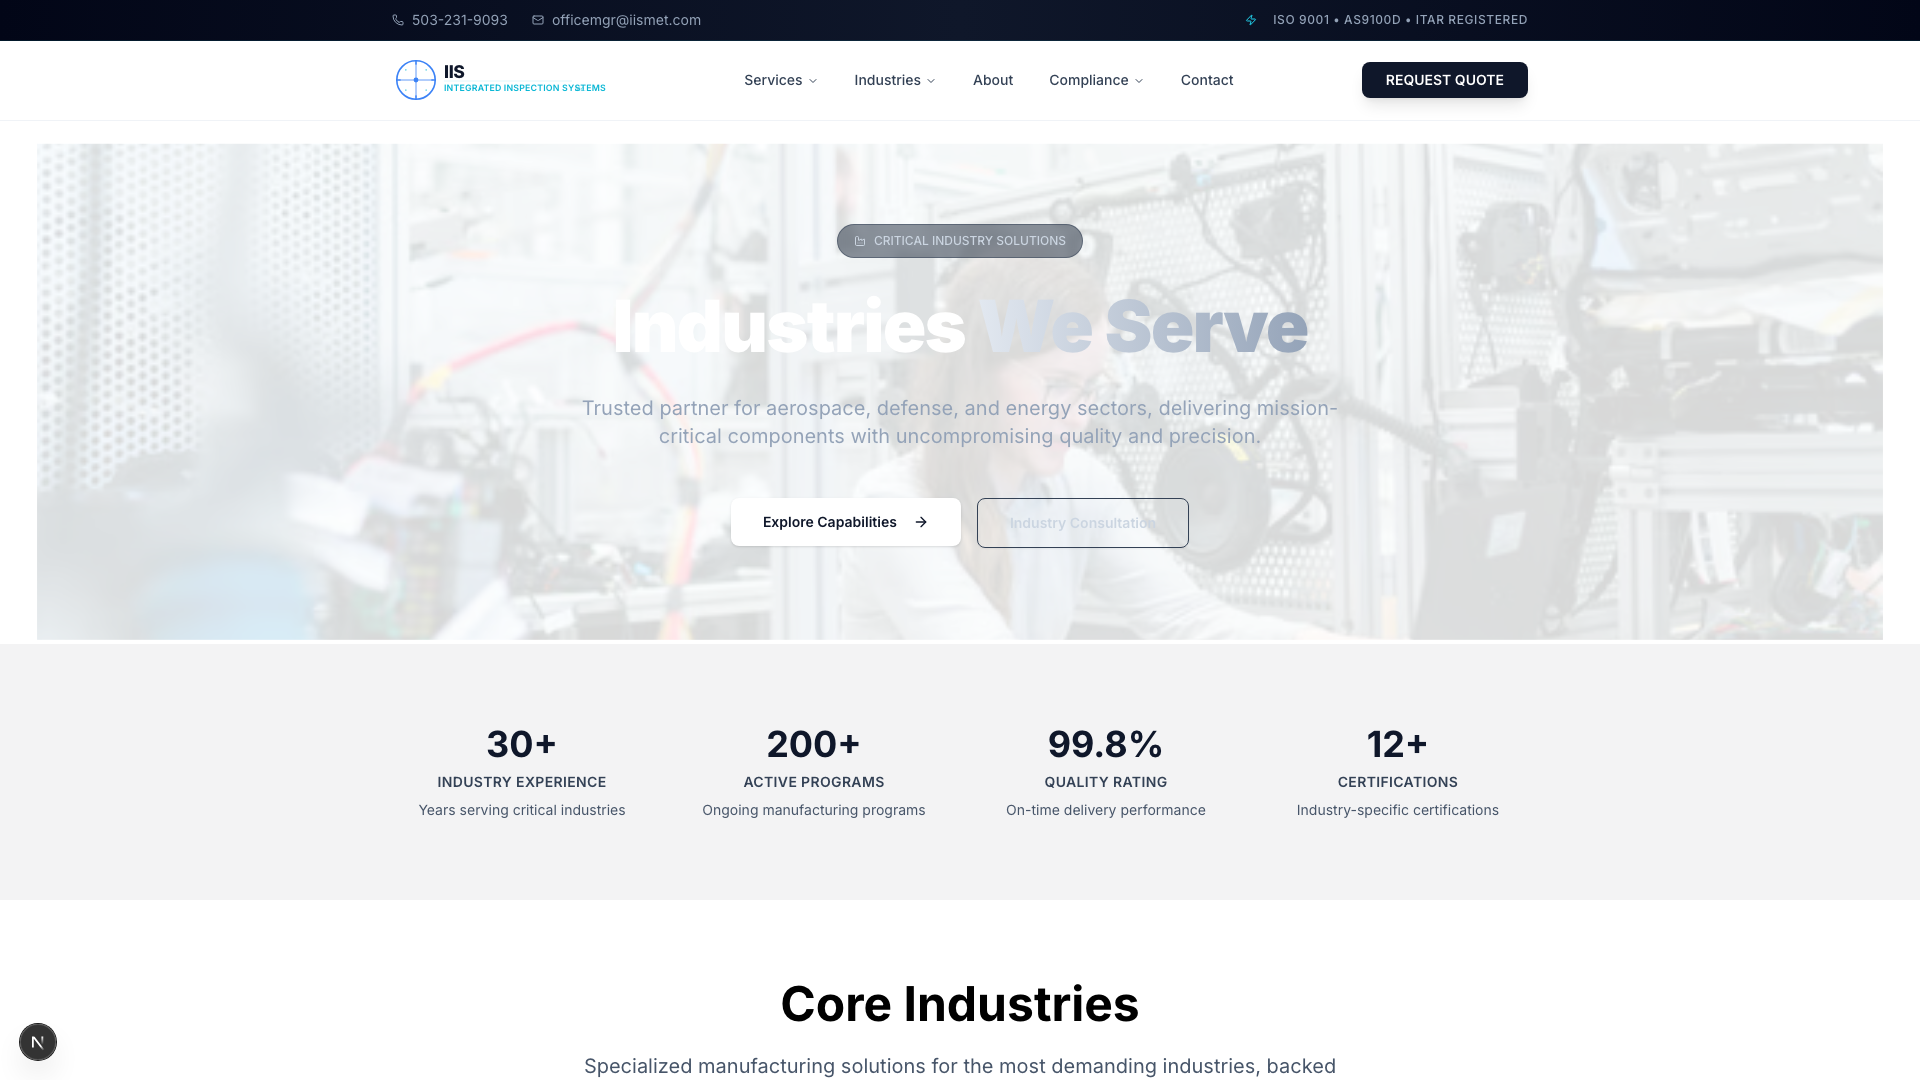 503-231-9093
officemgr@iismet.com
ISO 9001 • AS9100D • ITAR REGISTERED
IIS
INTEGRATED INSPECTION SYSTEMS
Services
Industries
About
Compliance
Contact
REQUEST QUOTE
CRITICAL INDUSTRY SOLUTIONS
Industries We Serve
Trusted partner for aerospace, defense, and energy sectors, delivering mission-
critical components with uncompromising quality and precision.
Explore Capabilities
Industry Consultation
30+
INDUSTRY EXPERIENCE
Years serving critical industries
200+
ACTIVE PROGRAMS
Ongoing manufacturing programs
99.8%
QUALITY RATING
On-time delivery performance
12+
CERTIFICATIONS
Industry-specific certifications
Core Industries
Specialized manufacturing solutions for the most demanding industries, backed
N